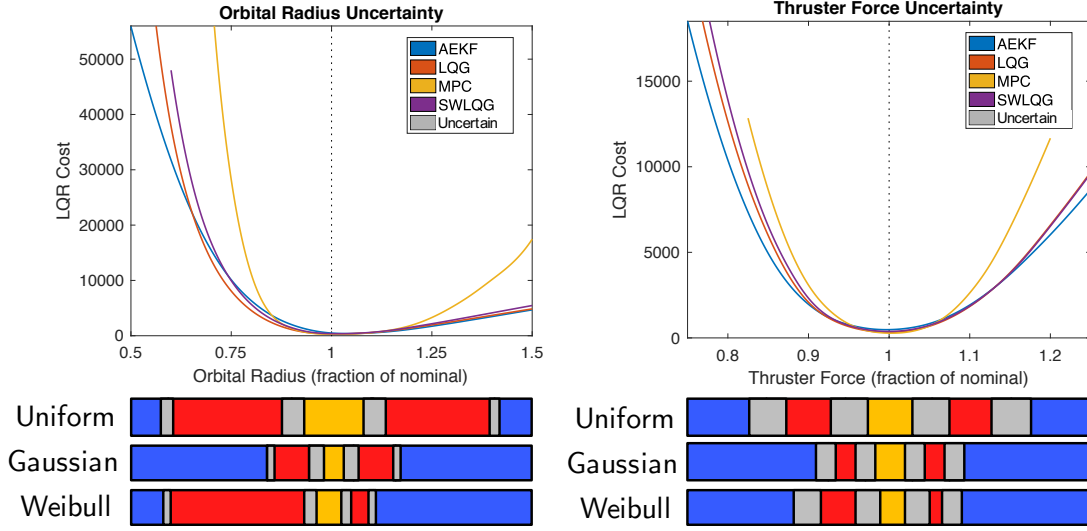 Orbital Radius Uncertainty
LQR Cost
50000
40000
30000
20000
10000
0
AEKF
LQG
MPC
SWLQG
Uncertain
0.5
0.75
1
1.25
1.5
Orbital Radius (fraction of nominal)
Uniform
Gaussian
Weibull
Thruster Force Uncertainty
LQR Cost
15000
10000
5000
0
AEKF
LQG
MPC
SWLQG
Uncertain
0.8
0.9
1
1.1
1.2
Thruster Force (fraction of nominal)
Uniform
Gaussian
Weibull